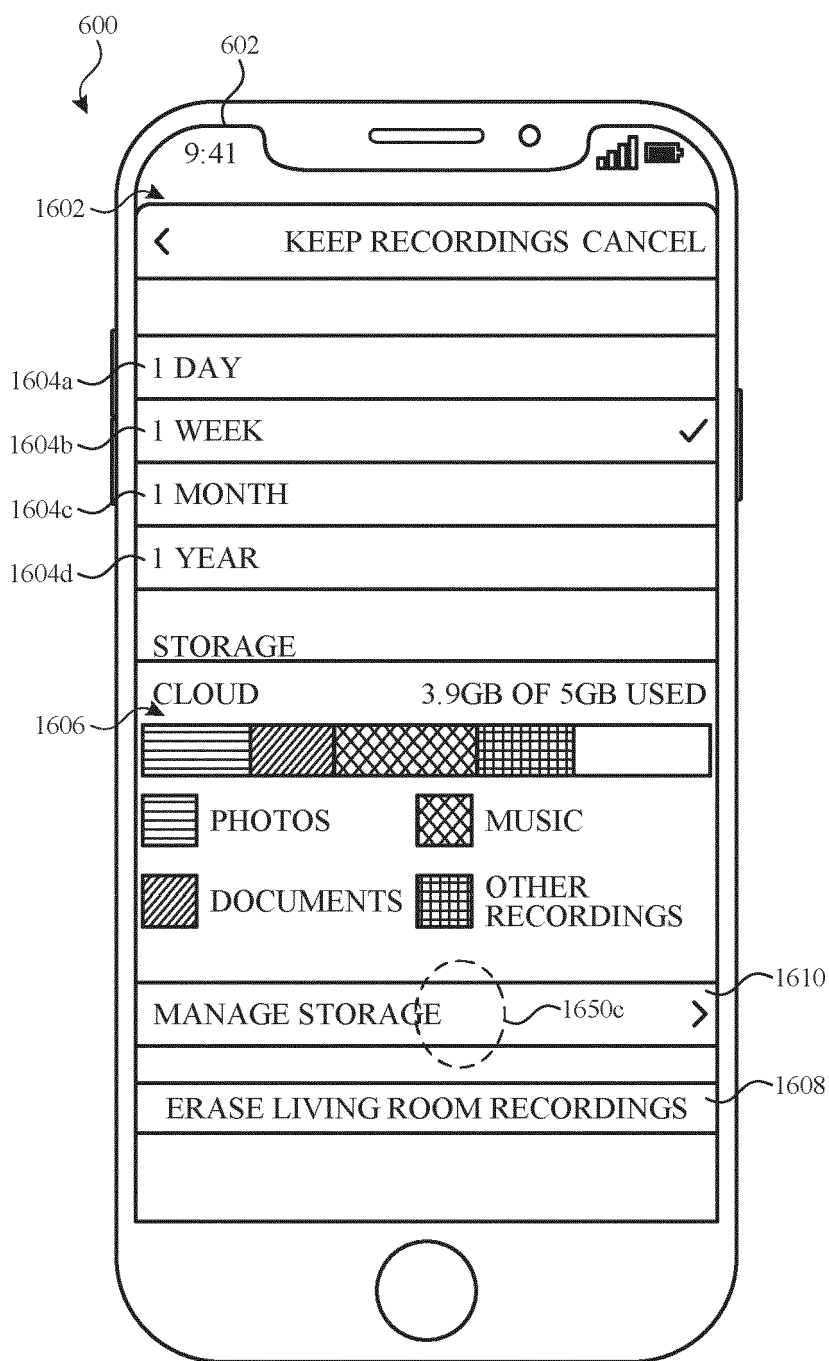 600
602
9:41
1602
KEEP RECORDINGS CANCEL
1604a
1 DAY
1604b
1 WEEK
1604c
1 MONTH
1604d
1 YEAR
STORAGE
CLOUD 3.9GB OF 5GB USED
1606
PHOTOS MUSIC
DOCUMENTS OTHER
RECORDINGS
1610
MANAGE STORAGE
1650c
1608
ERASE LIVING ROOM RECORDINGS